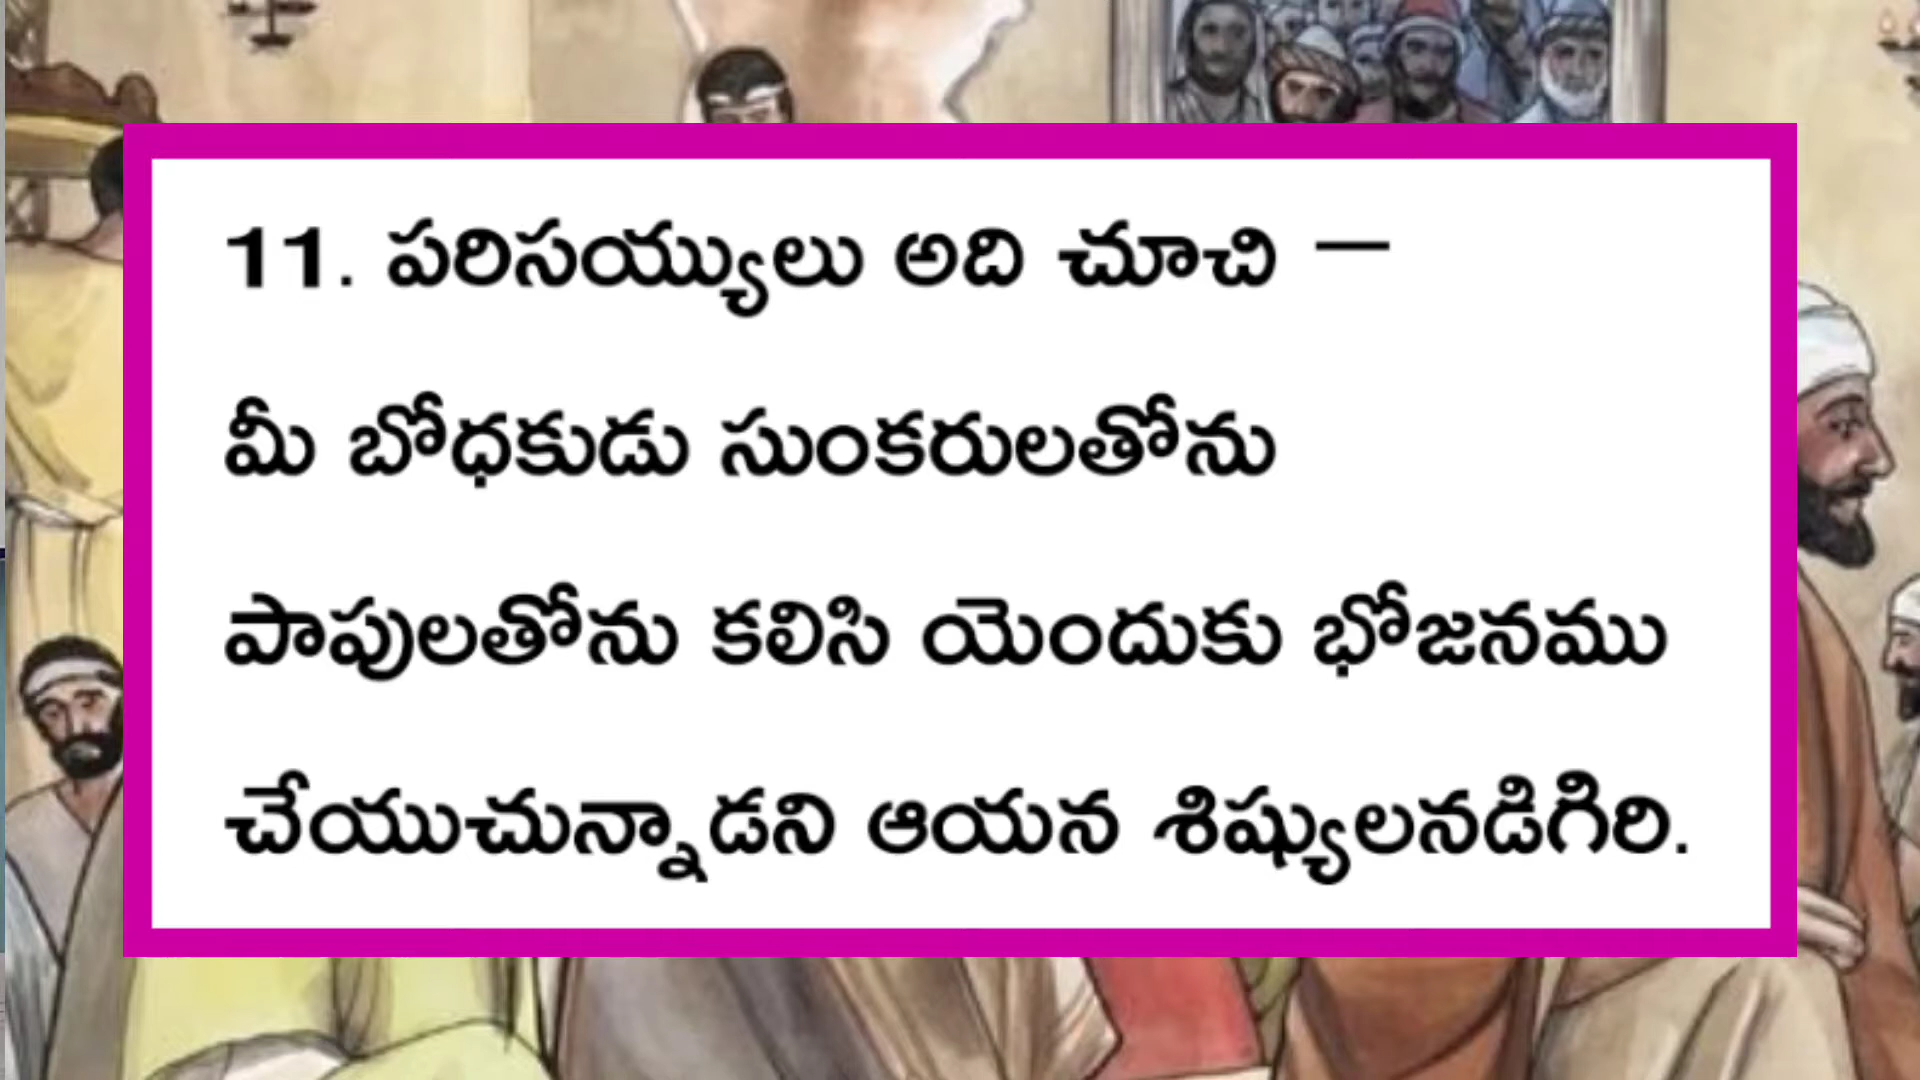 11. పరిసయ్యులు అది చూచి —
మీ బోధకుడు సుంకరులతోను
పాపులతోను కలిసి యెందుకు భోజనము
చేయుచున్నాడని ఆయన శిష్యులనడిగిరి.